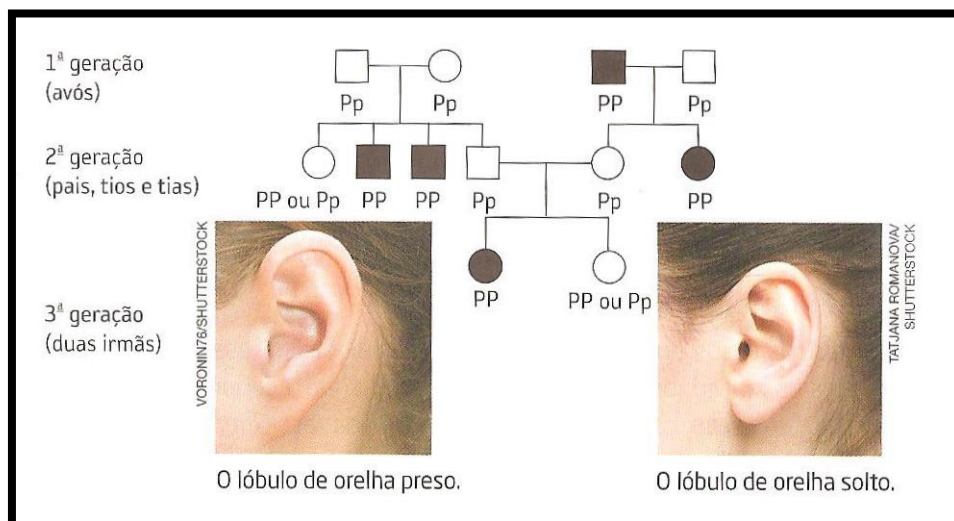 1ª geração
(avós)
Pp Pp PP Pp
2ª geração
(pais, tios e tias)
PP ou Pp PP PP Pp Pp PP
VORONIN76/SHUTTERSTOCK
3ª geração
(duas irmãs)
PP PP ou Pp
TATJANA ROMANOVA/
SHUTTERSTOCK
O lóbulo de orelha preso.
O lóbulo de orelha solto.